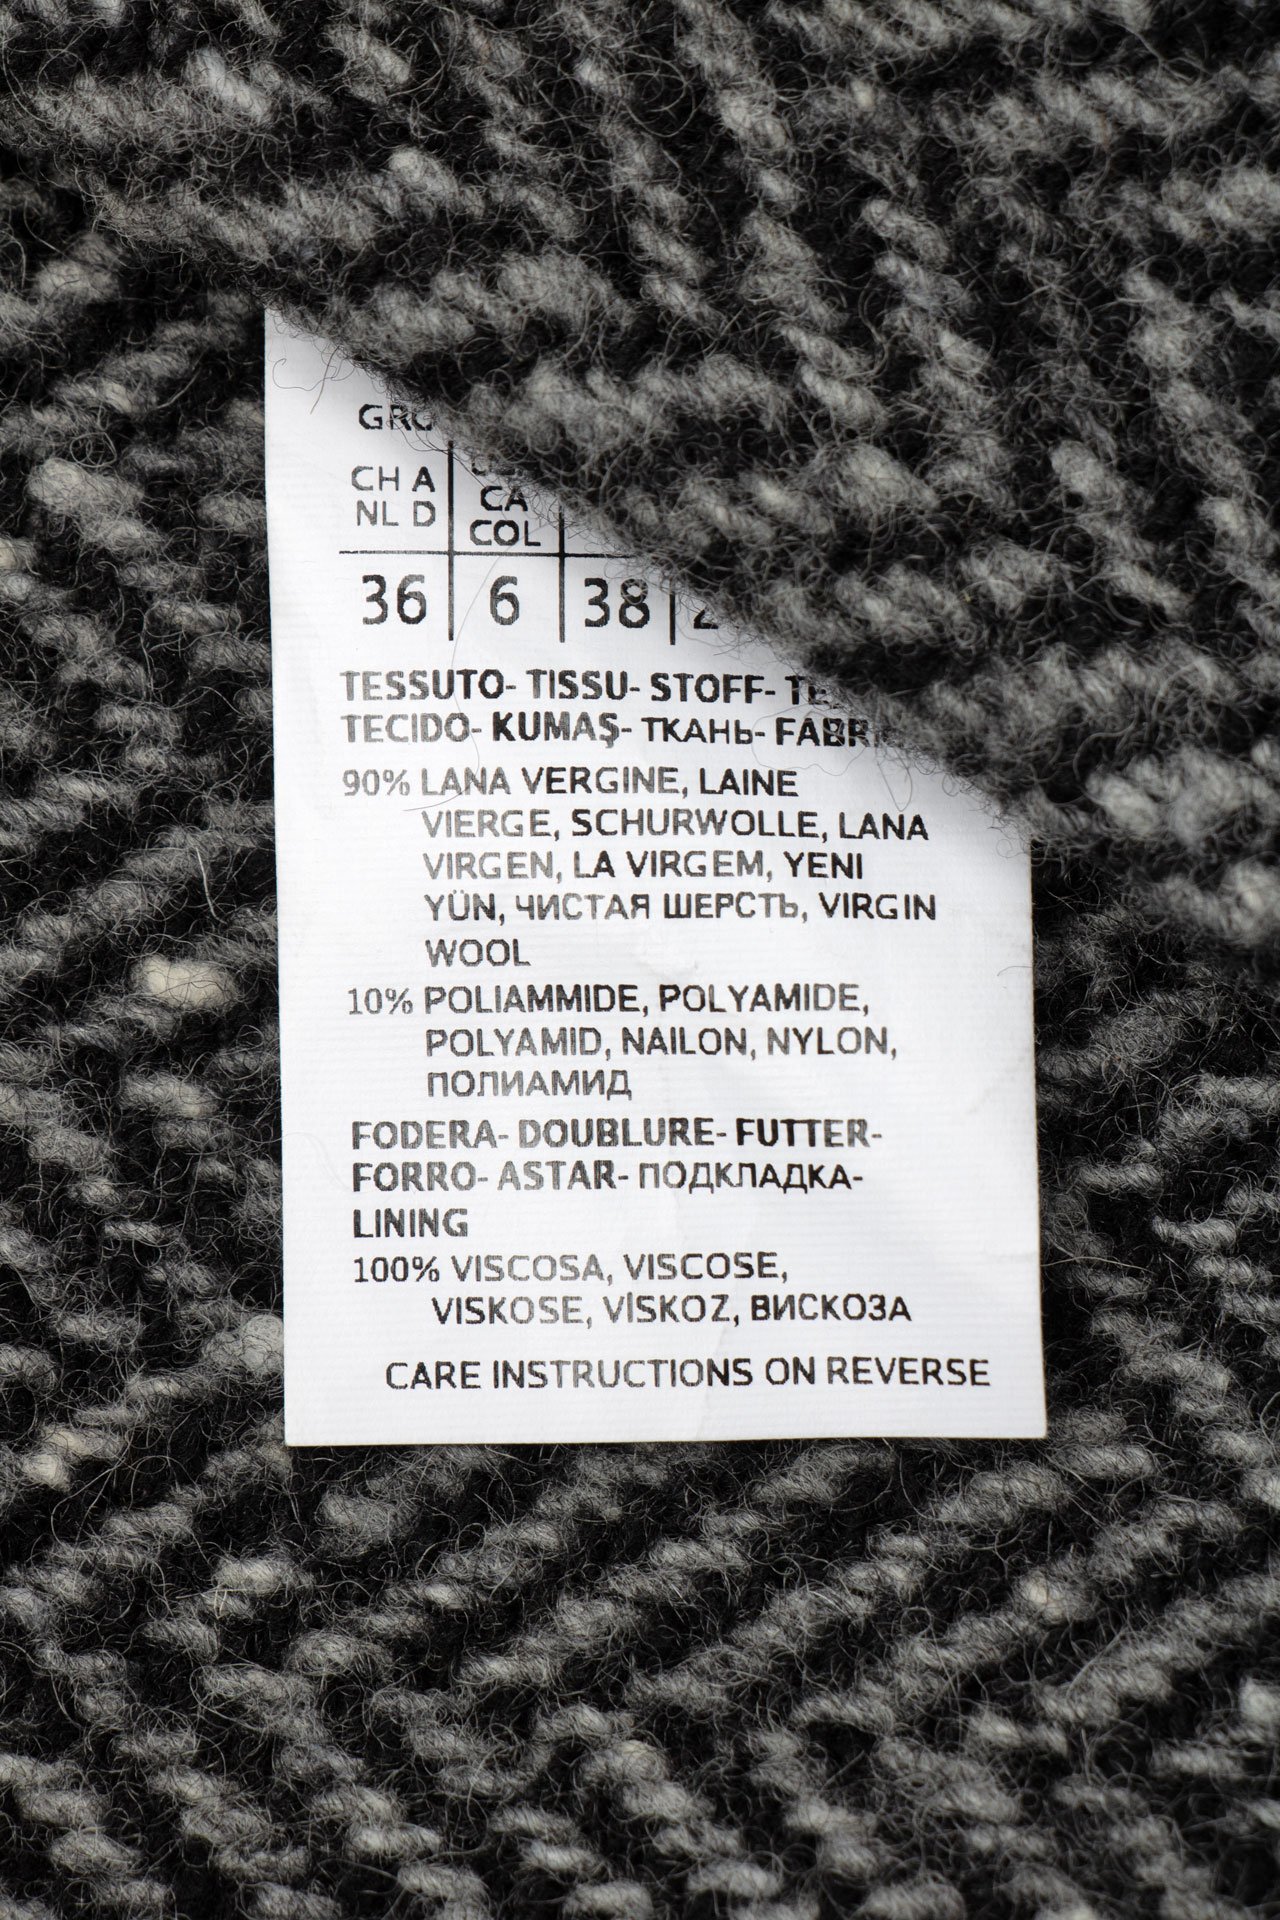 CH A
CA
NL D
COL
36 6 38
TESSUTO- TISSU- STOFF-
TECIDO- KUMAŞ- ТКАНЬ-
90% LANA VERGINE, LAINE
VIERGE, SCHURWOLLE, LANA
VIRGEN, LA VIRGEM, YENI
YÜN, ЧИСТАЯ ШЕРСТЬ, VIRGIN
WOOL
10% POLIAMMIDE, POLYAMIDE,
POLYAMID, NAILON, NYLON,
ПОЛИАМИД
FODERA- DOUBLURE- FUTTER-
FORRO- ASTAR- ПОДКЛАДКА-
LINING
100% VISCOSA, VISCOSE,
VISKOSE, VİSKOZ, ВИСКОЗА
CARE INSTRUCTIONS ON REVERSE